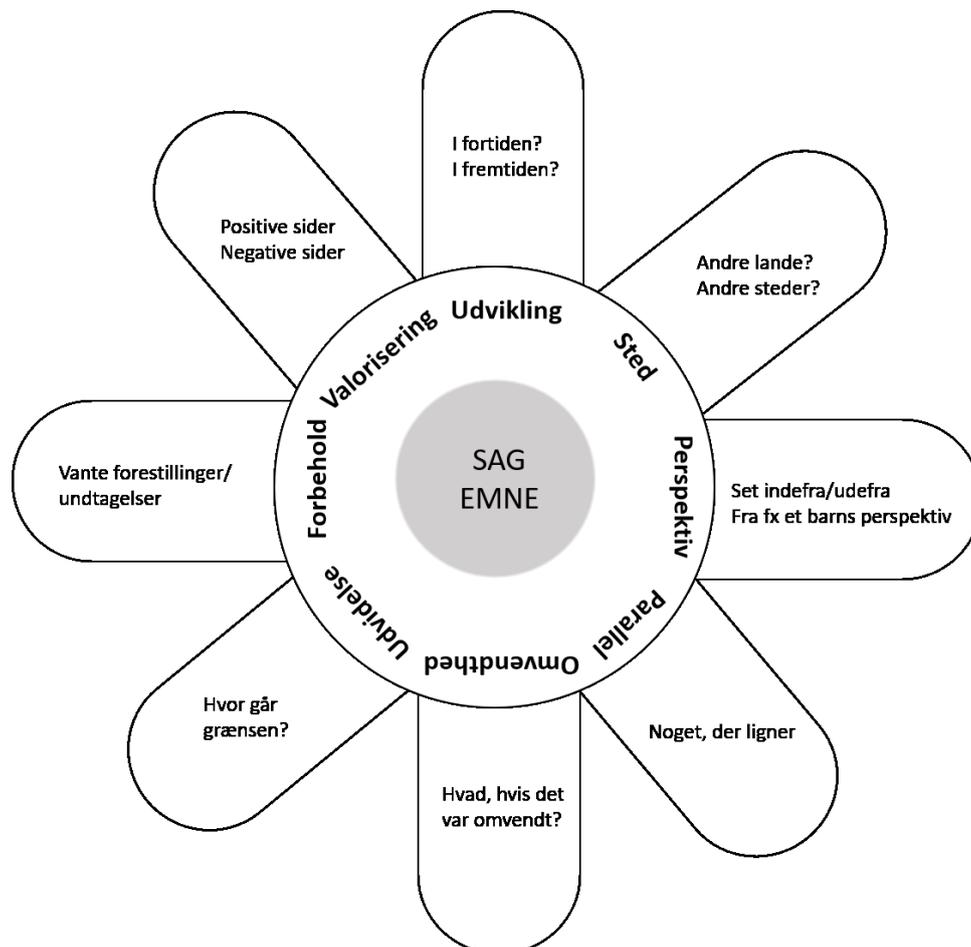 I fortiden?
I fremtiden?
Positive sider
Negative sider
Andre lande?
Andre steder?
Udvikling
Valorisering
Sted
Forbehold
Perspektiv
SAG
EMNE
Vante forestillinger/
undtagelser
Set indefra/udefra
Fra fx et barns perspektiv
Udvidelse
Parallel
Omvendthed
Hvor går
grænsen?
Noget, der ligner
Hvad, hvis det
var omvendt?